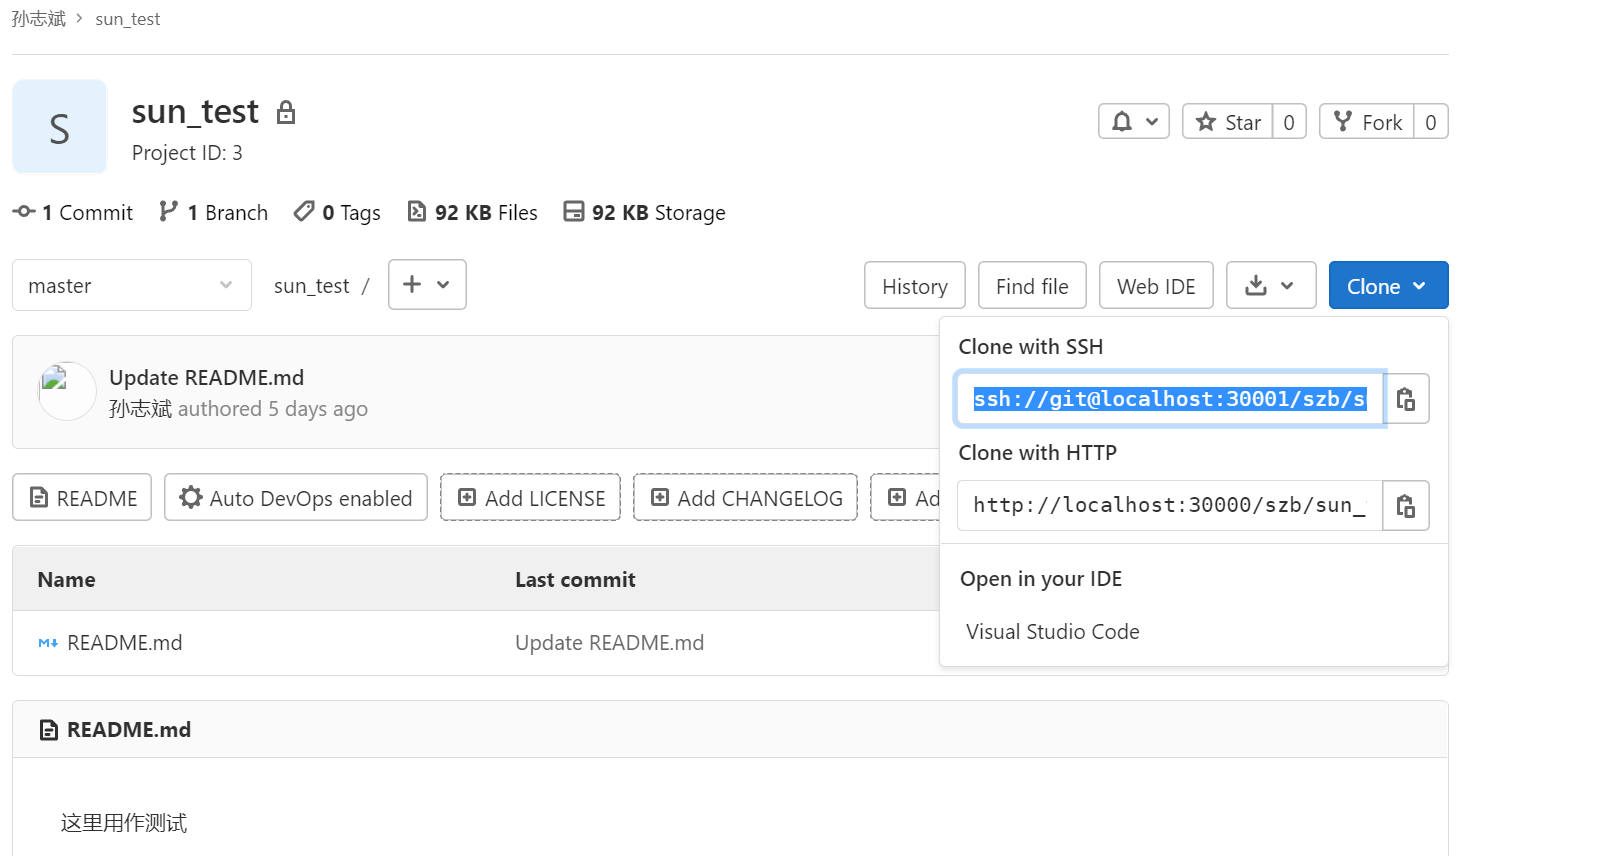 孙志斌 › sun_test
S
sun_test
Project ID: 3
Star 0
Fork 0
1 Commit 1 Branch 0 Tags 92 KB Files 92 KB Storage
master
sun_test /
History
Find file
Web IDE
Clone
Clone with SSH
ssh://git@localhost:30001/szb/s
Clone with HTTP
http://localhost:30000/szb/sun_
Open in your IDE
Visual Studio Code
Update README.md
孙志斌 authored 5 days ago
README
Auto DevOps enabled
Add LICENSE
Add CHANGELOG
Ad
Name Last commit
README.md Update README.md
README.md
这里用作测试